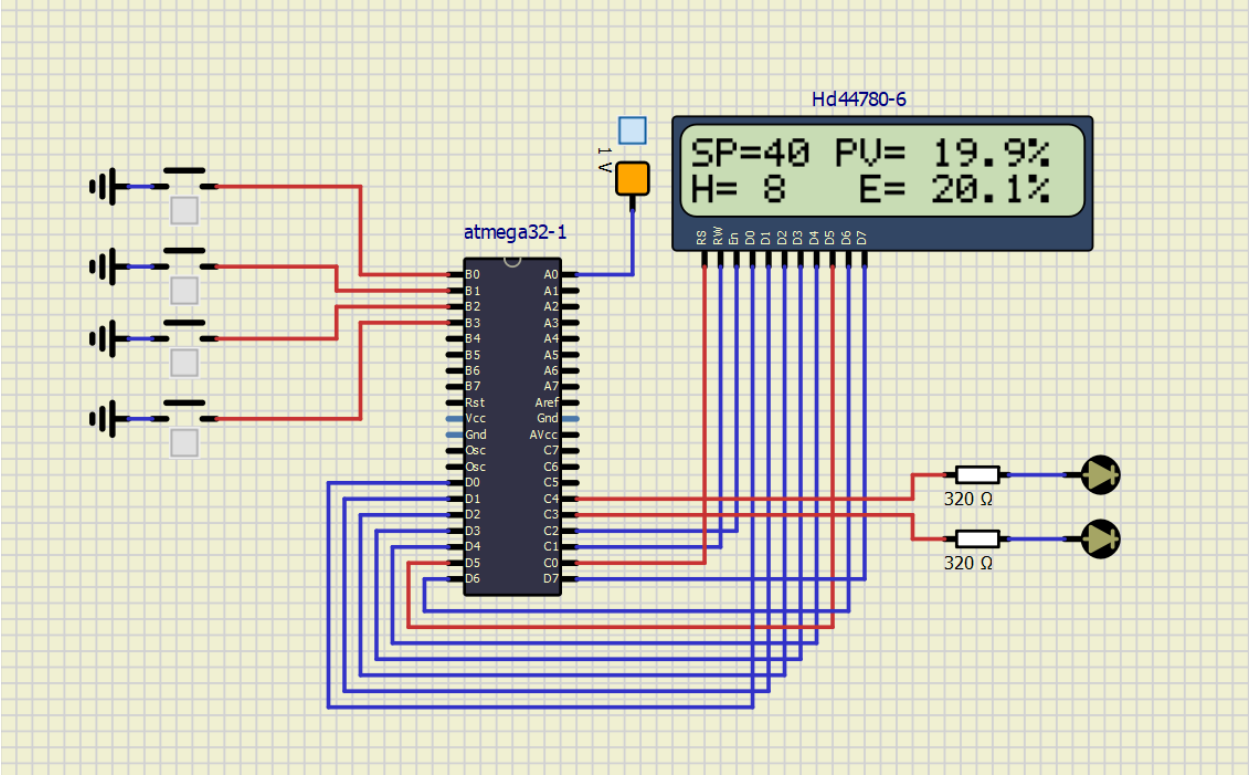 Hd44780-6
1 V
SP=40 PV= 19.9%
H= 8 E= 20.1%
RS RW En D0 D1 D2 D3 D4 D5 D6 D7
atmega32-1
B0 A0
B1 A1
B2 A2
B3 A3
B4 A4
B5 A5
B6 A6
B7 A7
Rst Aref
Vcc Gnd
Gnd AVcc
Osc C7
Osc C6
D0 C5
D1 C4
D2 C3
D3 C2
D4 C1
D5 C0
D6 D7
320 Ω
320 Ω